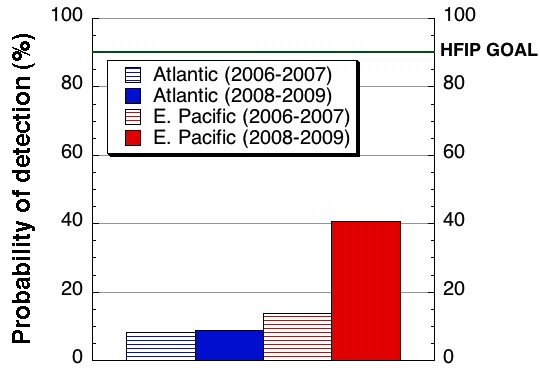 Probability of detection (%)
100
80
60
40
20
0
Atlantic (2006-2007)
Atlantic (2008-2009)
E. Pacific (2006-2007)
E. Pacific (2008-2009)
100
HFIP GOAL
80
60
40
20
0